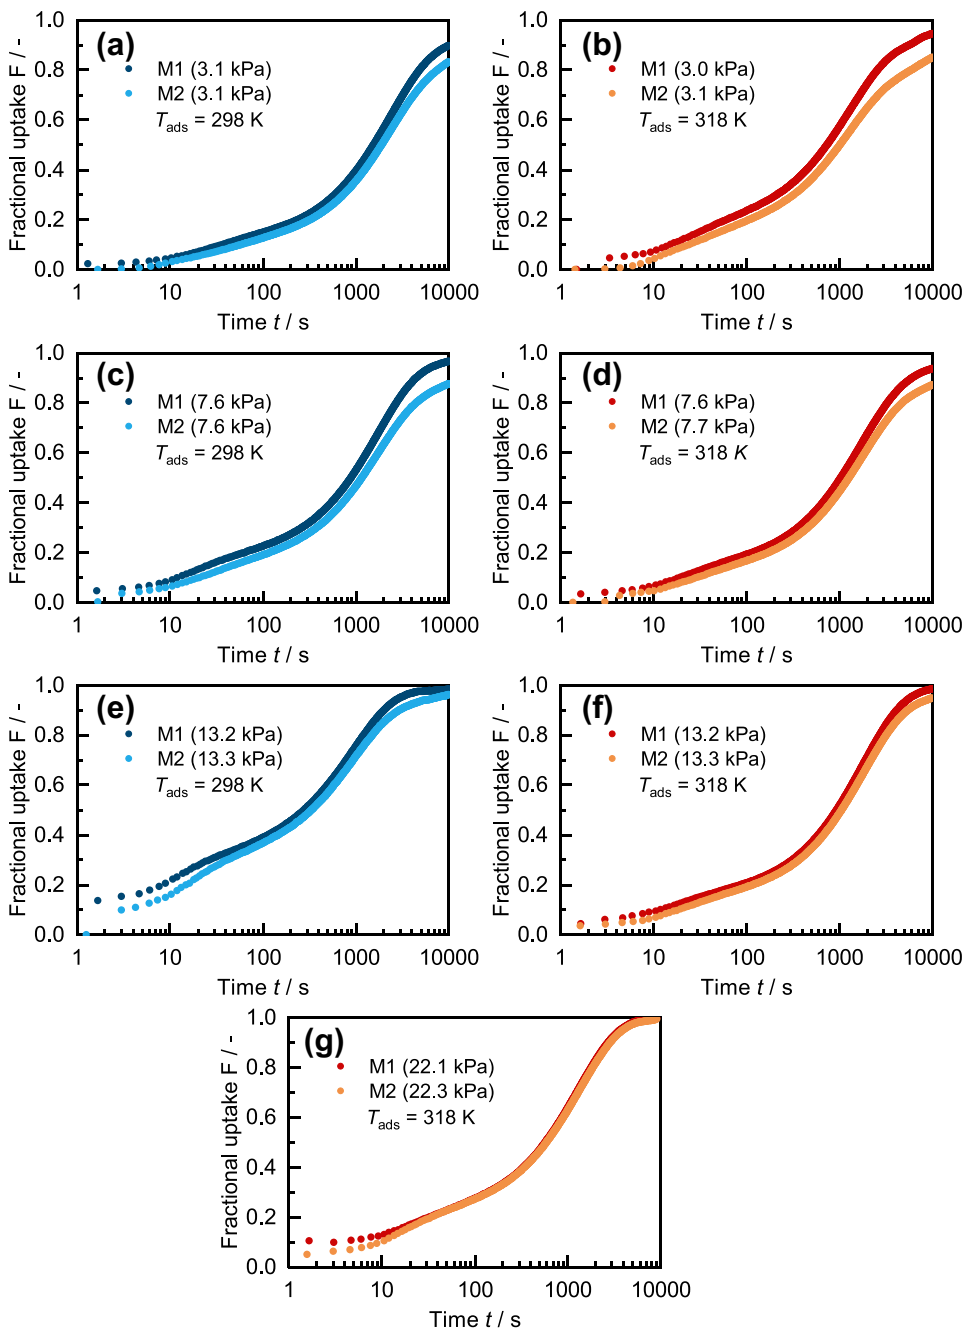 (a)
M1 (3.1 kPa)
M2 (3.1 kPa)
Tads = 298 K
Fractional uptake F / -
1.0
0.8
0.6
0.4
0.2
0.0
1 10 100 1000 10000
Time t / s
(b)
M1 (3.0 kPa)
M2 (3.1 kPa)
Tads = 318 K
Fractional uptake F / -
1.0
0.8
0.6
0.4
0.2
0.0
1 10 100 1000 10000
Time t / s
(c)
M1 (7.6 kPa)
M2 (7.6 kPa)
Tads = 298 K
Fractional uptake F / -
1.0
0.8
0.6
0.4
0.2
0.0
1 10 100 1000 10000
Time t / s
(d)
M1 (7.6 kPa)
M2 (7.7 kPa)
Tads = 318 K
Fractional uptake F / -
1.0
0.8
0.6
0.4
0.2
0.0
1 10 100 1000 10000
Time t / s
(e)
M1 (13.2 kPa)
M2 (13.3 kPa)
Tads = 298 K
Fractional uptake F / -
1.0
0.8
0.6
0.4
0.2
0.0
1 10 100 1000 10000
Time t / s
(f)
M1 (13.2 kPa)
M2 (13.3 kPa)
Tads = 318 K
Fractional uptake F / -
1.0
0.8
0.6
0.4
0.2
0.0
1 10 100 1000 10000
Time t / s
(g)
M1 (22.1 kPa)
M2 (22.3 kPa)
Tads = 318 K
Fractional uptake F / -
1.0
0.8
0.6
0.4
0.2
0.0
1 10 100 1000 10000
Time t / s